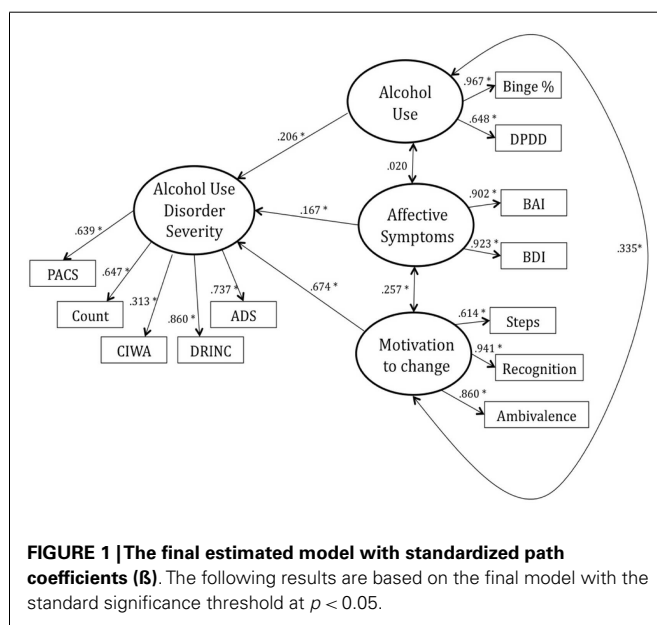 Alcohol
Use
.967 *
Binge %
.648 *
DPDD
.206 *
.020
Alcohol Use
Disorder
Severity
.167 *
Affective
Symptoms
.902 *
BAI
.923 *
BDI
.335*
.639 *
PACS
.647 *
Count
.313 *
CIWA
.860 *
DRINC
.737 *
ADS
.674 *
.257 *
Motivation
to change
.614 *
Steps
.941 *
Recognition
.860 *
Ambivalence
FIGURE 1 | The final estimated model with standardized path
coefficients (ß). The following results are based on the final model with the
standard significance threshold at p < 0.05.